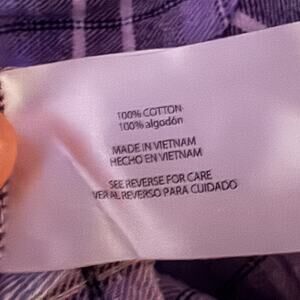 100% COTTON
100% algodón
MADE IN VIETNAM
HECHO EN VIETNAM
SEE REVERSE FOR CARE
VER AL REVERSO PARA CUIDADO